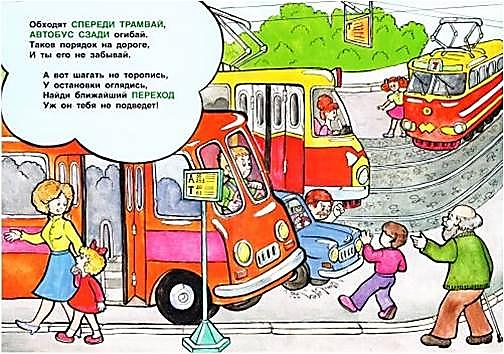 Обходят СПЕРЕДИ ТРАМВАЙ,
АВТОБУС СЗАДИ огибай.
Таков порядок на дороге,
И ты его не забывай.
А вот шагать не торопись,
У остановки оглядись,
Найди ближайший ПЕРЕХОД
Уж он тебя не подведет!
А
Т
Т